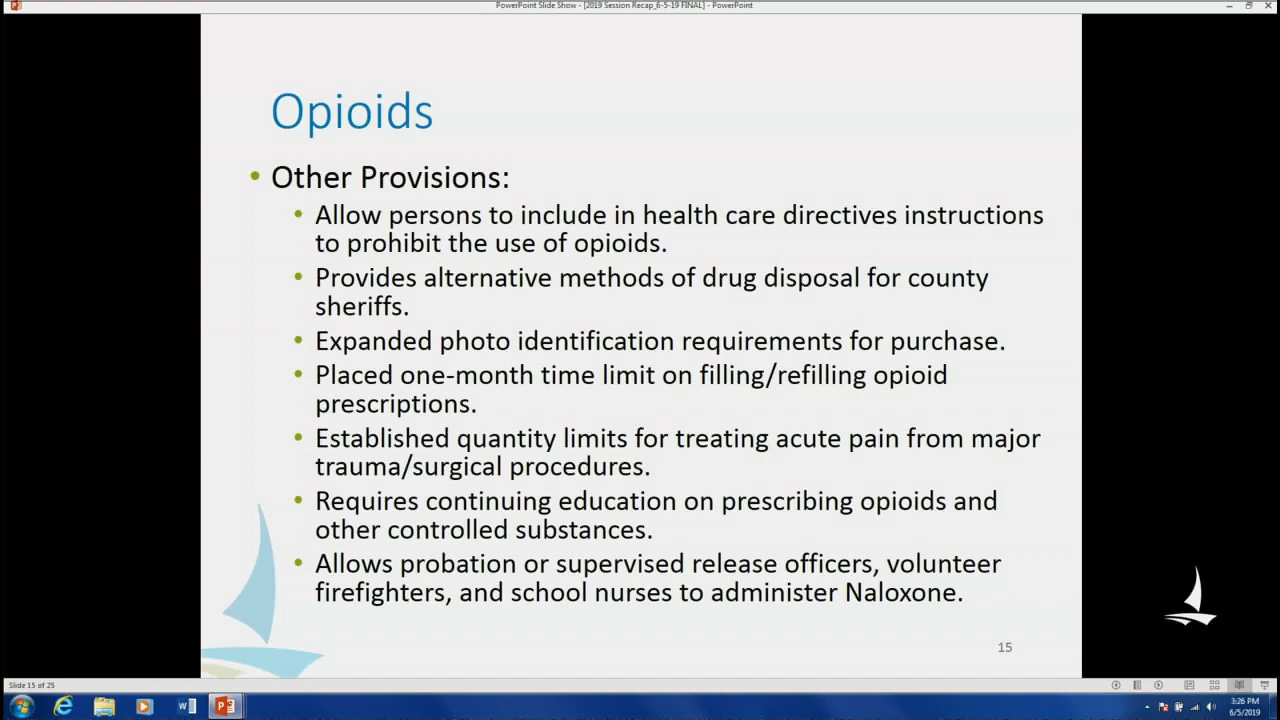 PowerPoint Slide Show - [2019 Session Recap_6-5-19 FINAL] - PowerPoint
Opioids
• Other Provisions:
• Allow persons to include in health care directives instructions
to prohibit the use of opioids.
• Provides alternative methods of drug disposal for county
sheriffs.
• Expanded photo identification requirements for purchase.
• Placed one-month time limit on filling/refilling opioid
prescriptions.
• Established quantity limits for treating acute pain from major
trauma/surgical procedures.
• Requires continuing education on prescribing opioids and
other controlled substances.
• Allows probation or supervised release officers, volunteer
firefighters, and school nurses to administer Naloxone.
15
Slide 15 of 25
3:26 PM
6/5/2019